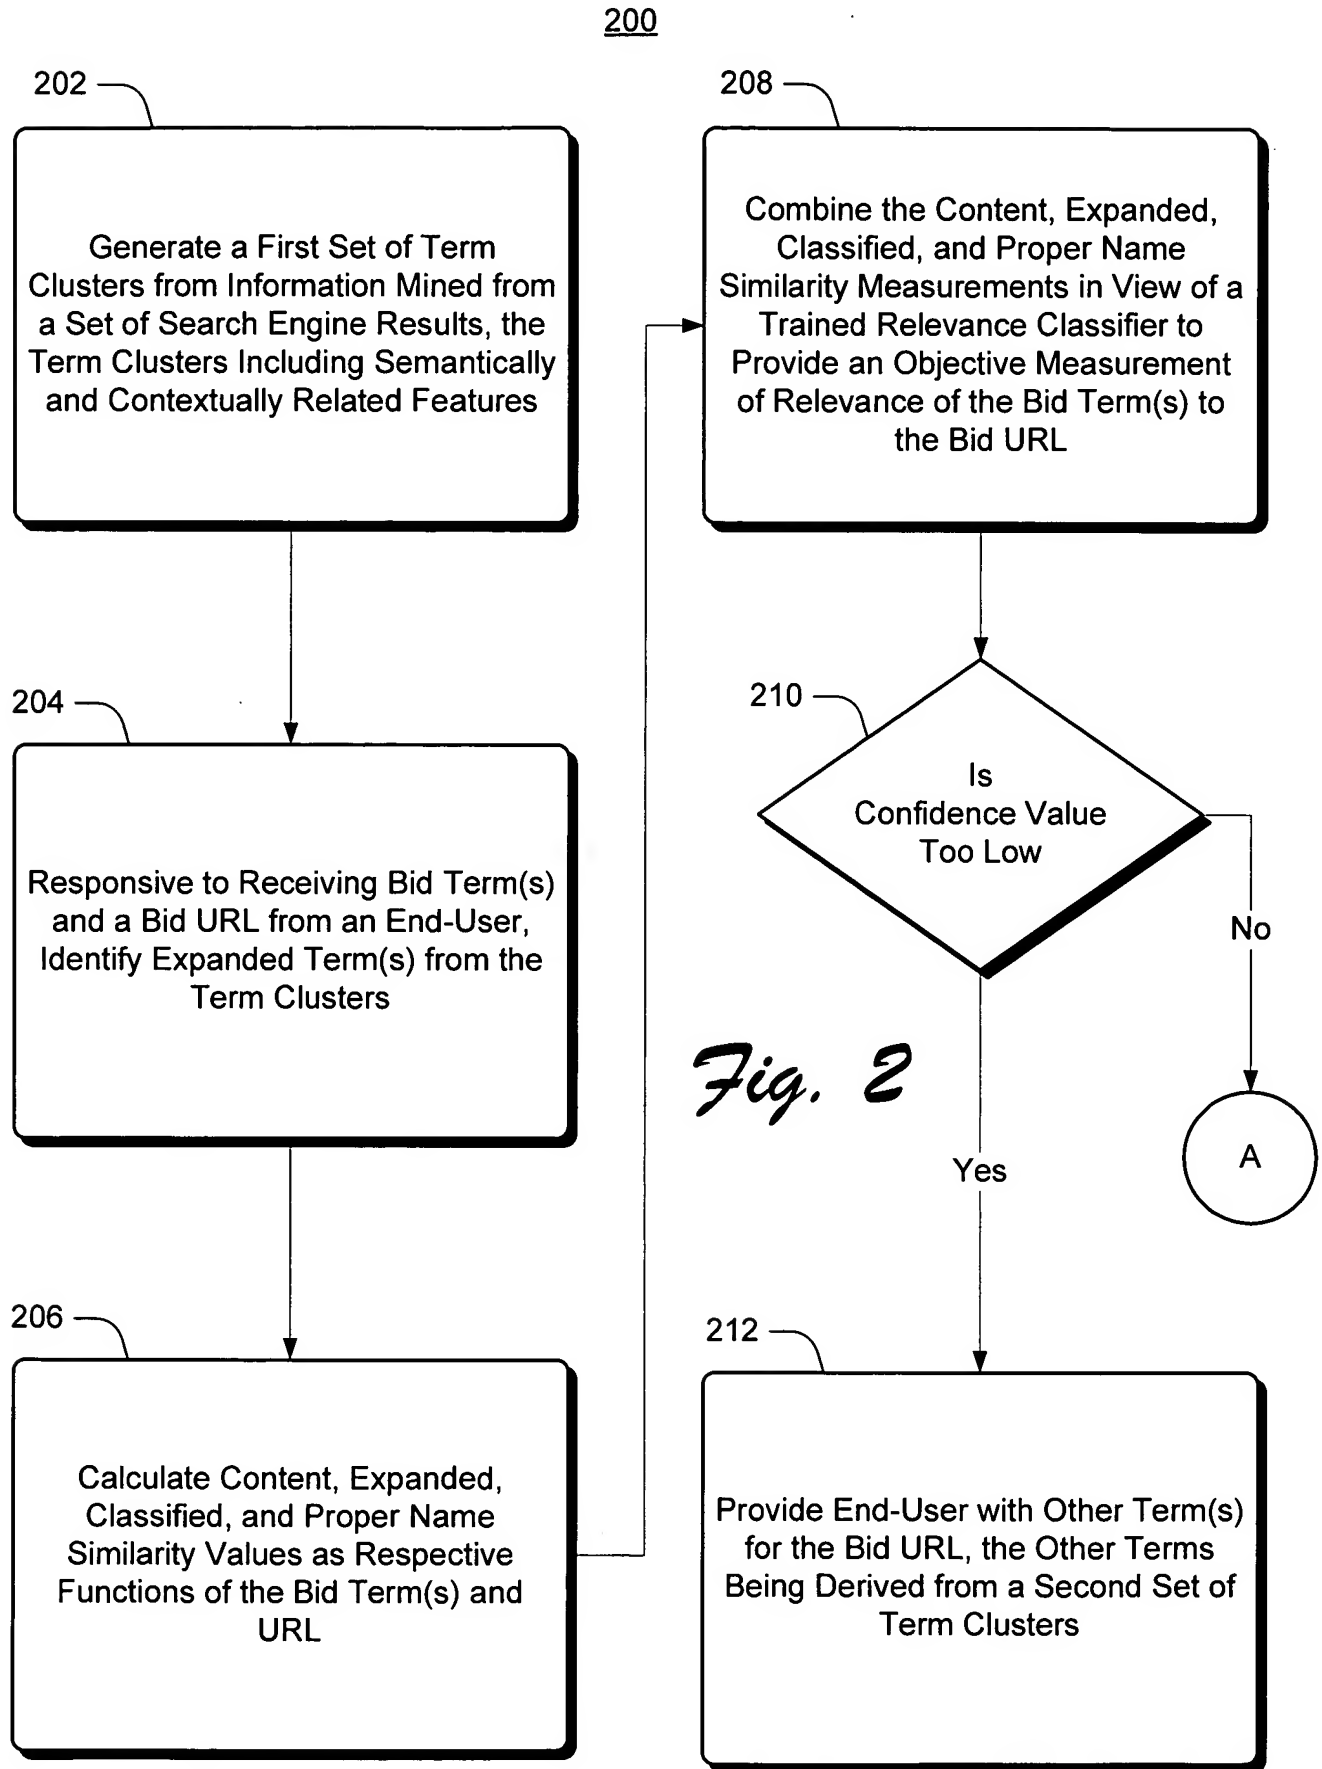 200
202
Generate a First Set of Term
Clusters from Information Mined from
a Set of Search Engine Results, the
Term Clusters Including Semantically
and Contextually Related Features
204
Responsive to Receiving Bid Term(s)
and a Bid URL from an End-User,
Identify Expanded Term(s) from the
Term Clusters
206
Calculate Content, Expanded,
Classified, and Proper Name
Similarity Values as Respective
Functions of the Bid Term(s) and
URL
208
Combine the Content, Expanded,
Classified, and Proper Name
Similarity Measurements in View of a
Trained Relevance Classifier to
Provide an Objective Measurement
of Relevance of the Bid Term(s) to
the Bid URL
210
Is
Confidence Value
Too Low
No
A
Yes
212
Provide End-User with Other Term(s)
for the Bid URL, the Other Terms
Being Derived from a Second Set of
Term Clusters
Fig. 2